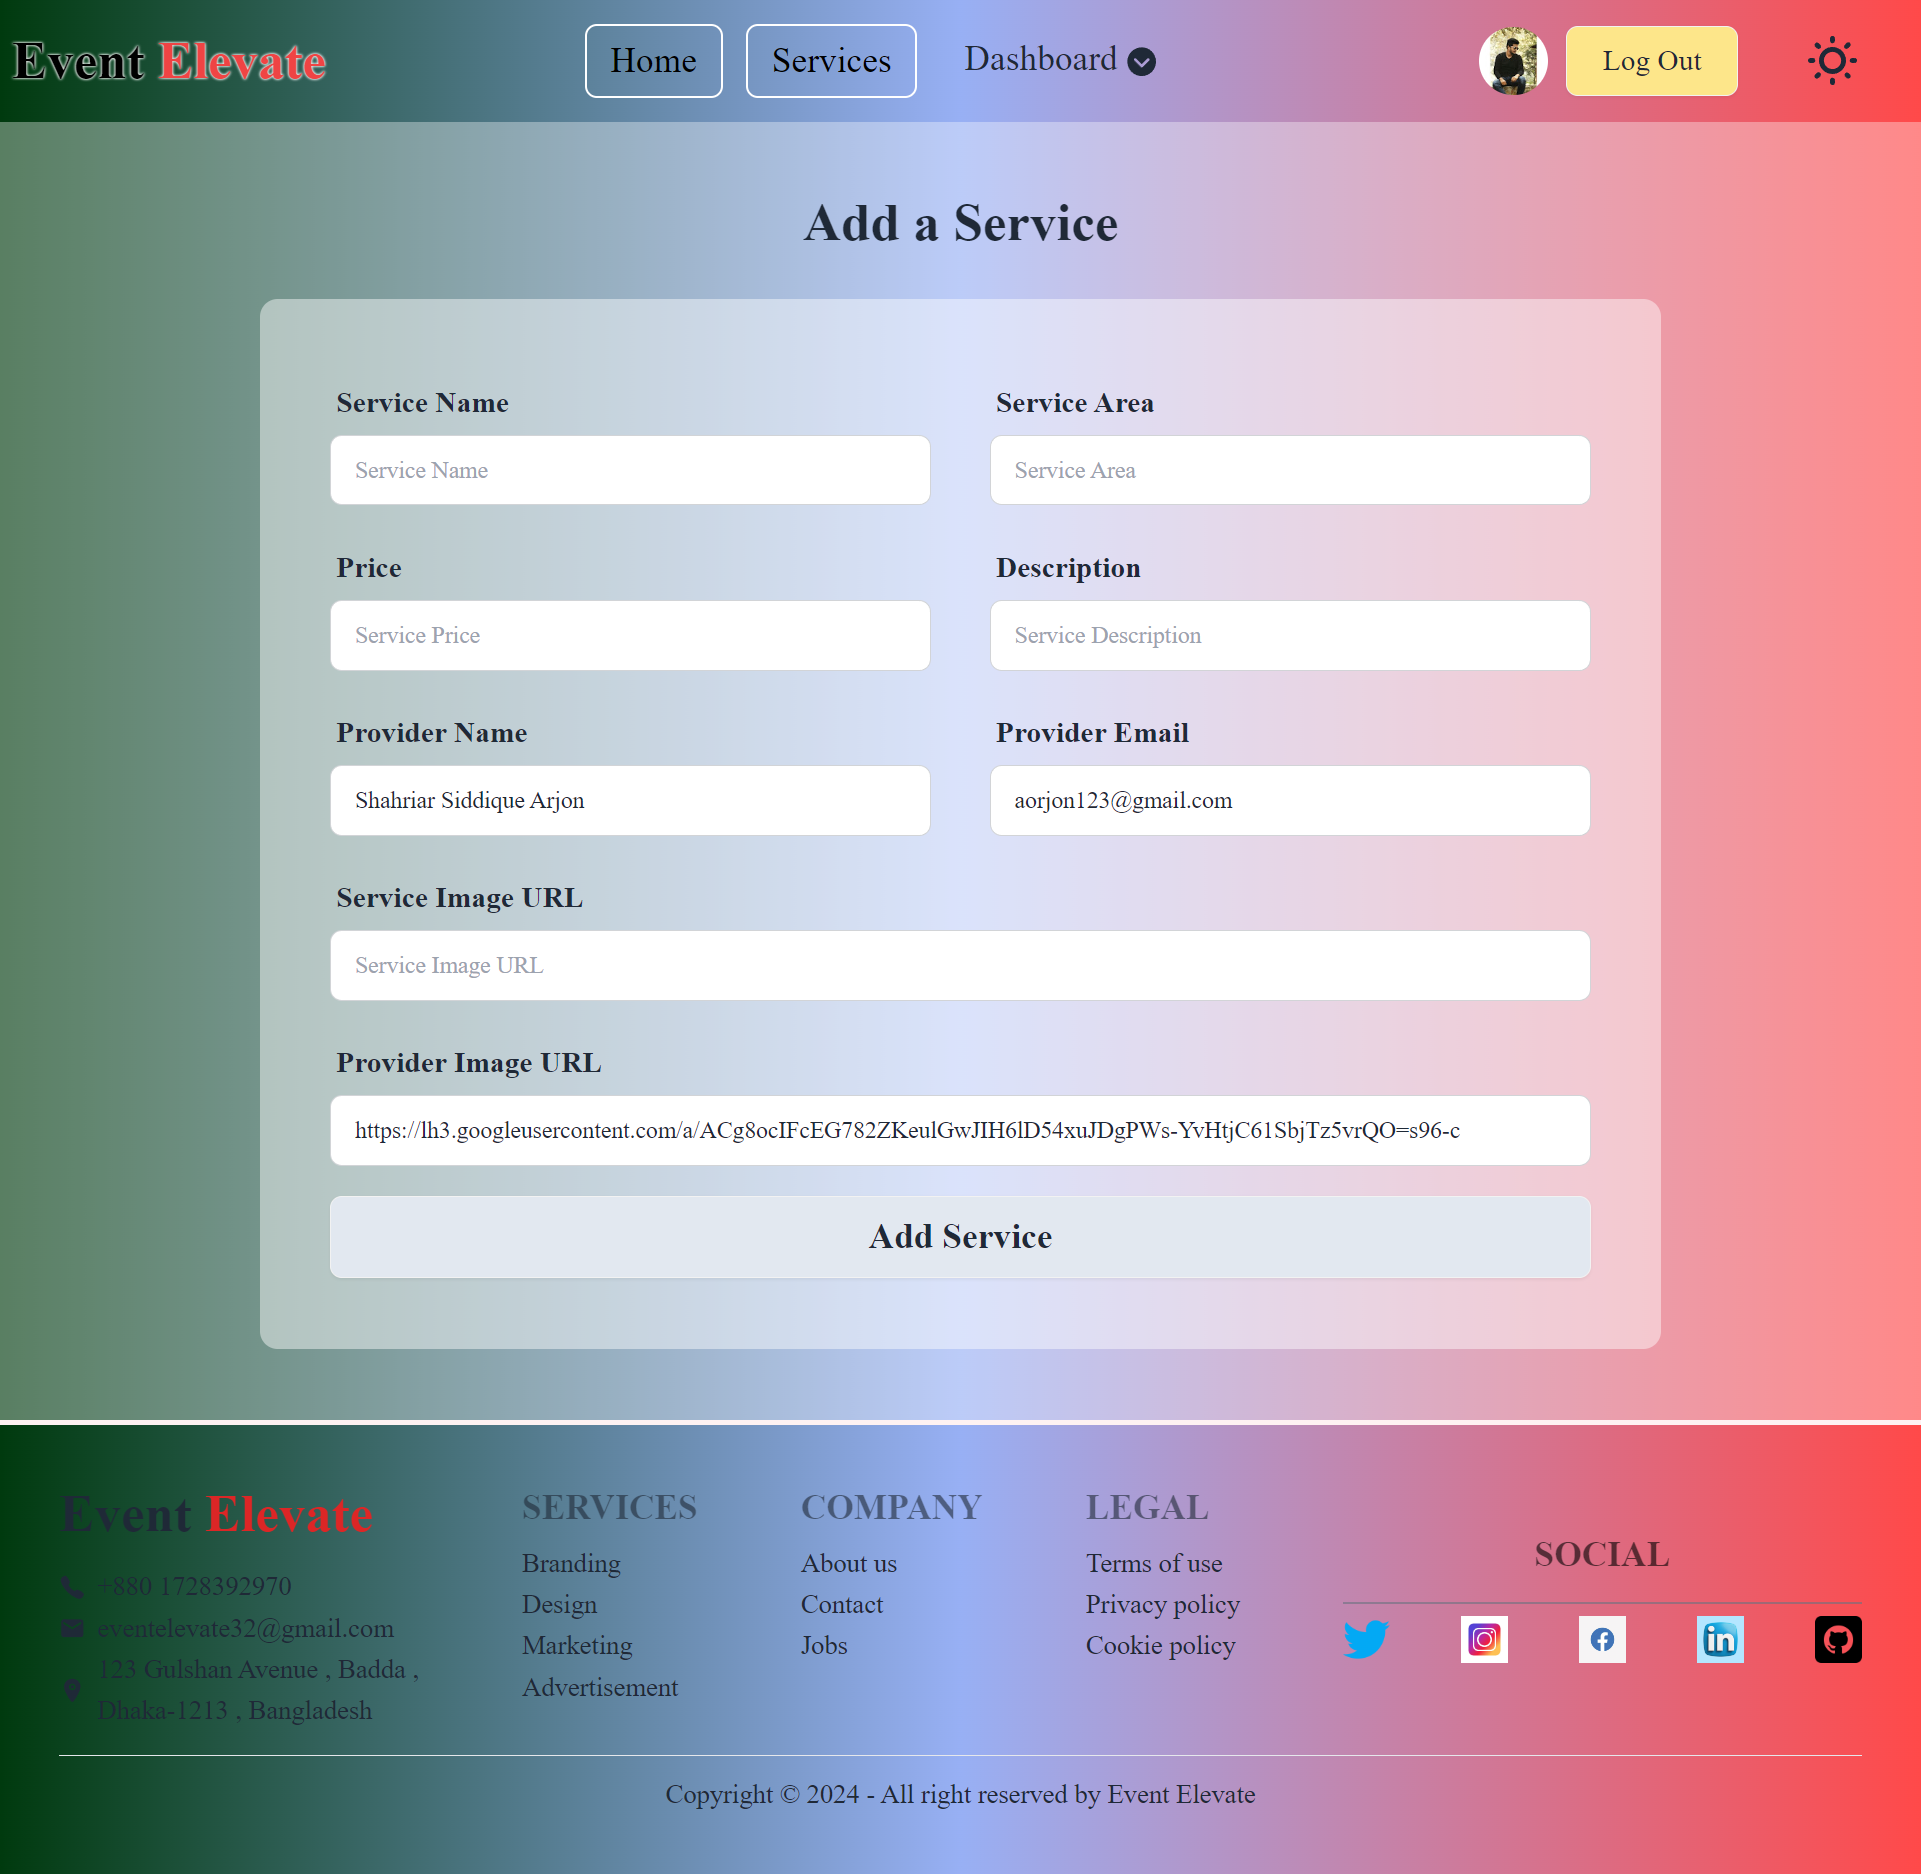 Event Elevate
Home
Services
Dashboard
Log Out
Add a Service
Service Name
Service Area
Service Name
Service Area
Price
Description
Service Price
Service Description
Provider Name
Provider Email
Shahriar Siddique Arjon
aorjon123@gmail.com
Service Image URL
Service Image URL
Provider Image URL
https://lh3.googleusercontent.com/a/ACg8ocIFcEG782ZKeulGwJIH6lD54xuJDgPWs-YvHtjC61SbjTz5vrQO=s96-c
Add Service
Event Elevate
+880 1728392970
eventelevate32@gmail.com
123 Gulshan Avenue , Badda ,
Dhaka-1213 , Bangladesh
SERVICES
Branding
Design
Marketing
Advertisement
COMPANY
About us
Contact
Jobs
LEGAL
Terms of use
Privacy policy
Cookie policy
SOCIAL
in
Copyright © 2024 - All right reserved by Event Elevate